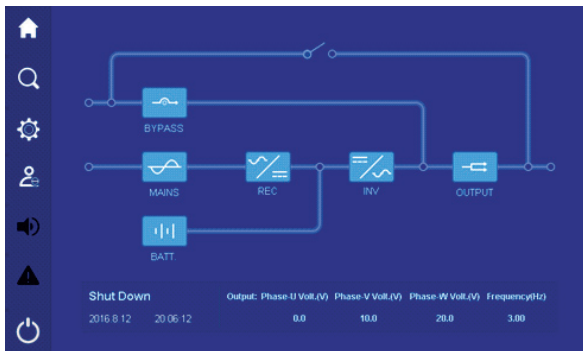 BYPASS
MAINS
REC
INV
OUTPUT
BATT.
Shut Down
Output: Phase-U Volt.(V) Phase-V Volt.(V) Phase-W Volt.(V) Frequency(Hz)
2016.8.12 20:06:12 0.0 10.0 20.0 3.00